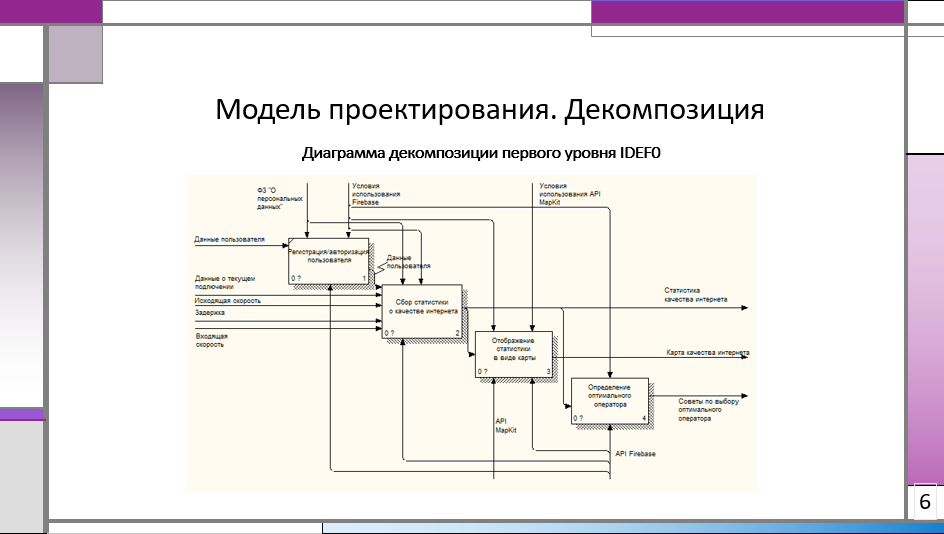 Модель проектирования. Декомпозиция
Диаграмма декомпозиции первого уровня IDEF0
ФЗ "О
персональных
данных"
Условия
использования
Firebase
Условия
использования API
MapKit
Данные пользователя
Регистрация/авторизация
пользователя
0 ? 1
Данные
пользователя
Данные о текущем
подключении
Исходящая скорость
Задержка
Входящая
скорость
Сбор статистики
о качестве интернета
0 ? 2
Статистика
качества интернета
Отображение
статистики
в виде карты
0 ? 3
Карта качества интернета
Определение
оптимального
оператора
0 ? 4
Советы по выбору
оптимального
оператора
API
MapKit
API Firebase
6